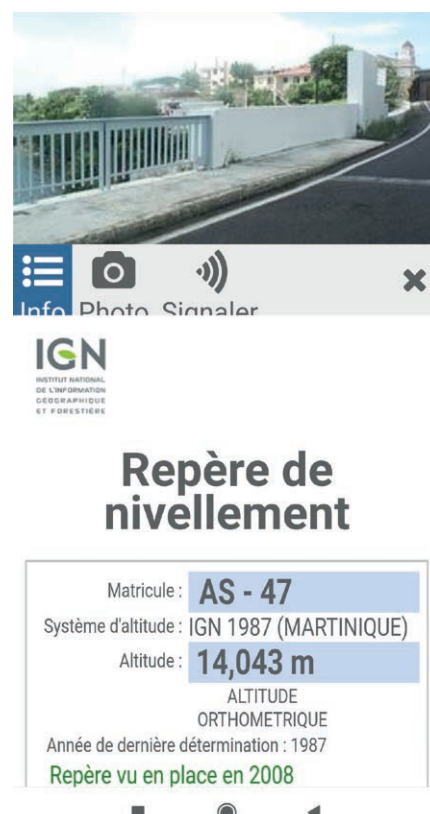 Info Photo Signaler
IGN
INSTITUT NATIONAL
DE L'INFORMATION
GÉOGRAPHIQUE
ET FORESTIÈRE
Repère de
nivellement
Matricule : AS - 47
Système d'altitude : IGN 1987 (MARTINIQUE)
Altitude : 14,043 m
ALTITUDE
ORTHOMETRIQUE
Année de dernière détermination : 1987
Repère vu en place en 2008